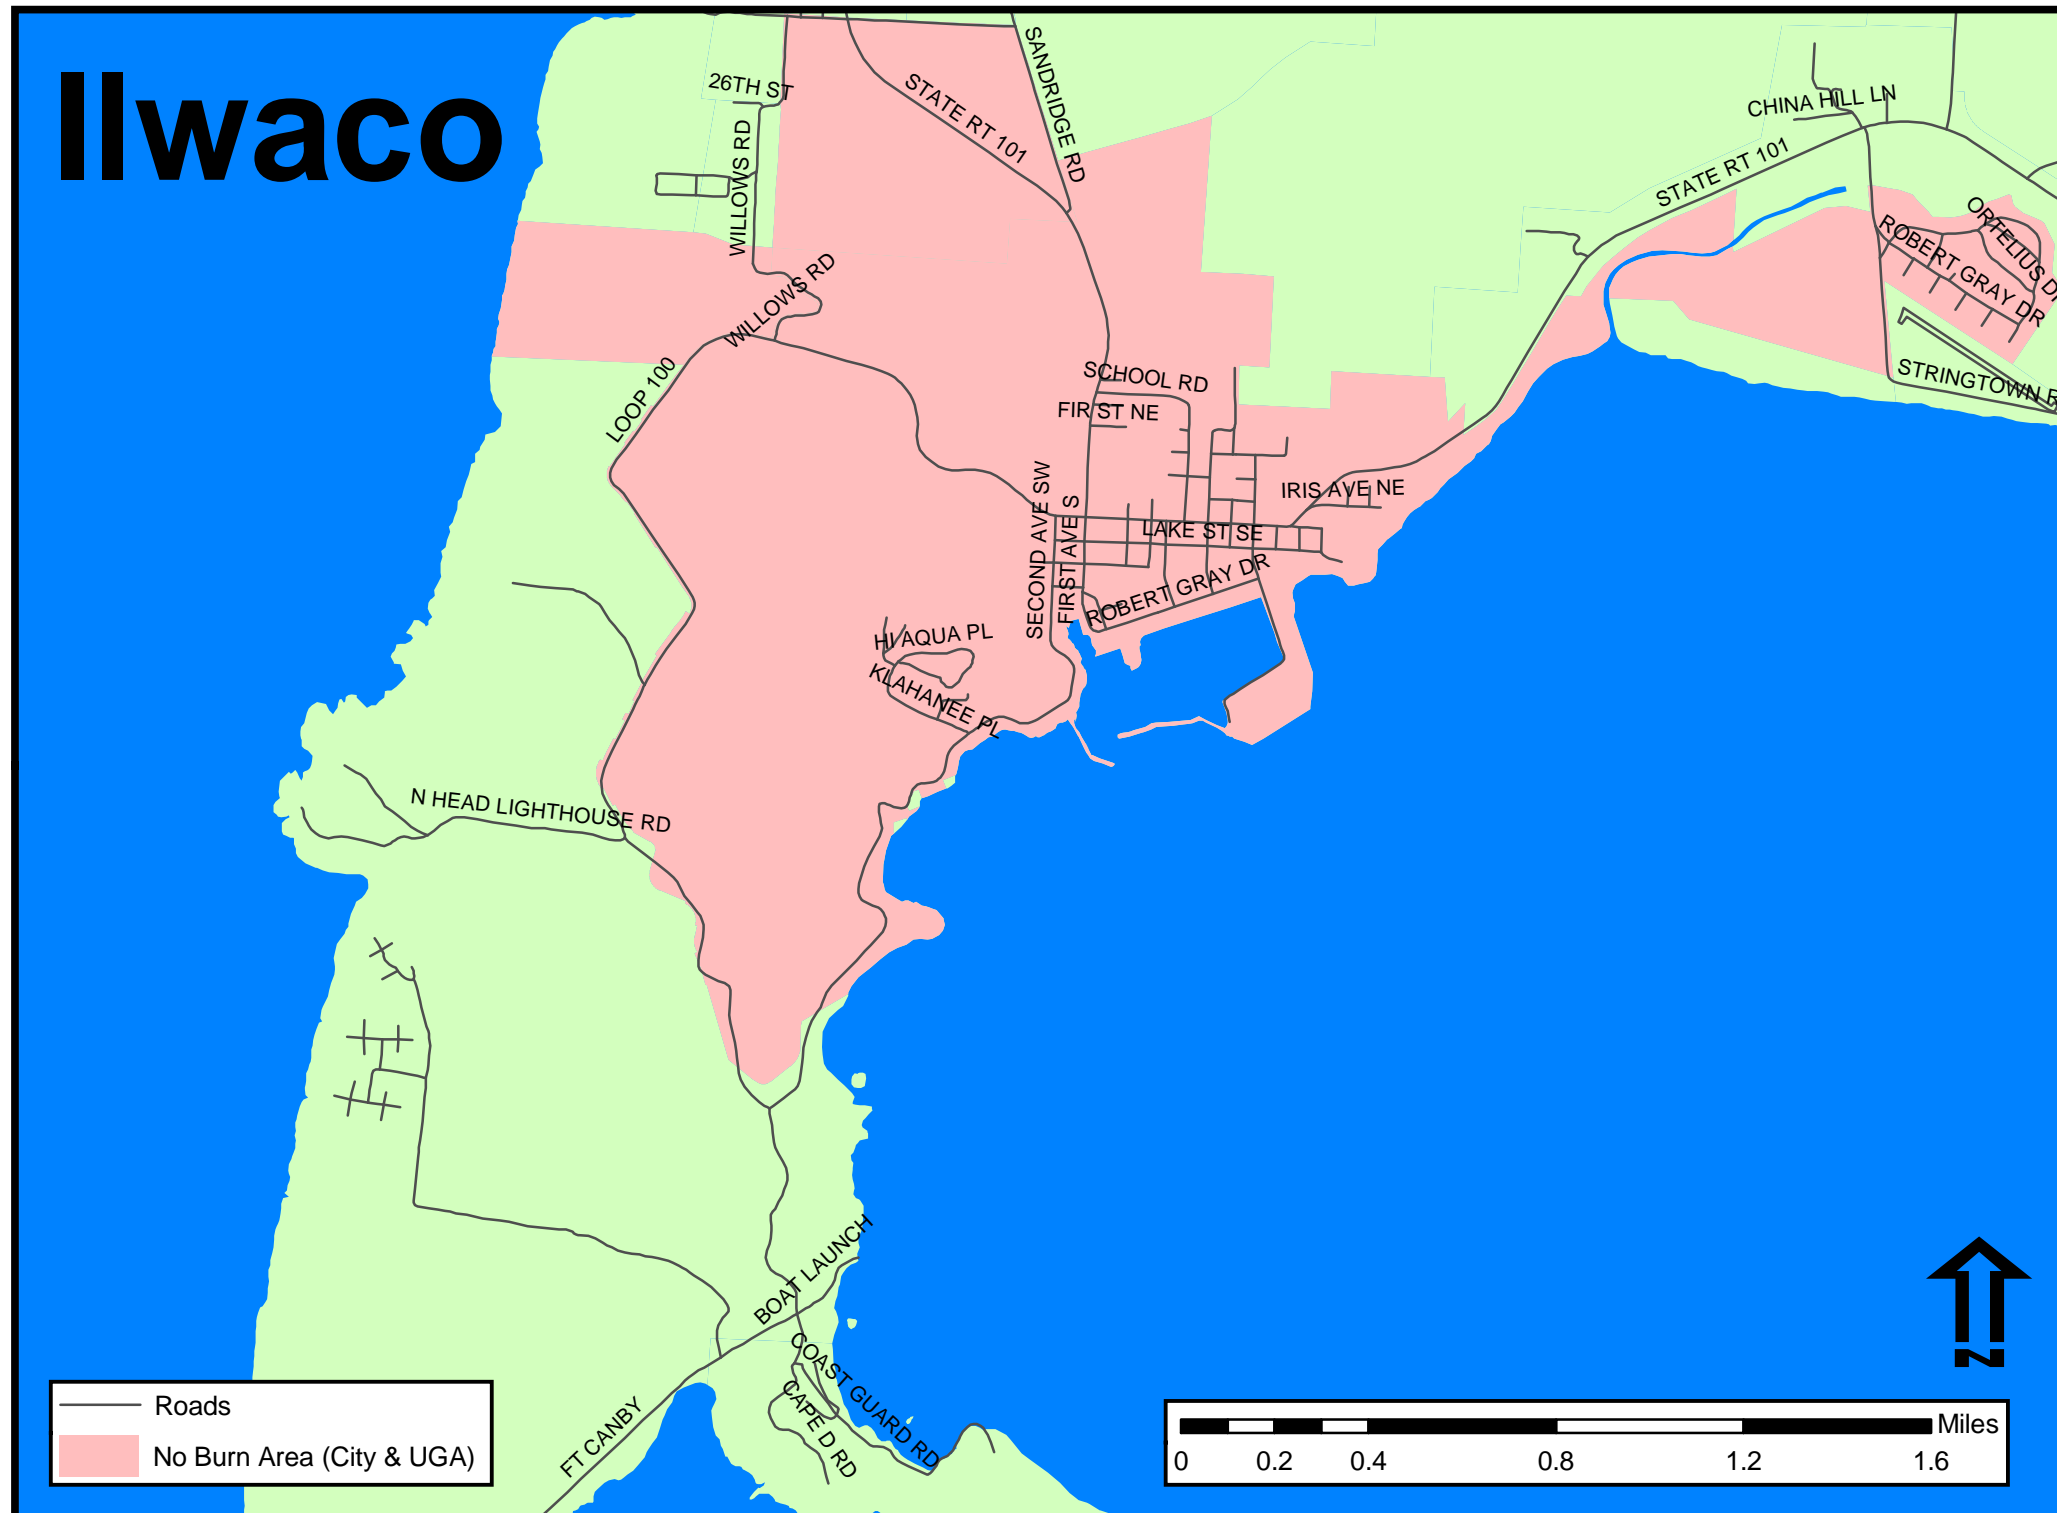 Ilwaco
26TH ST
WILLOWS RD
STATE RT 101
SANDRIDGE RD
CHINA HILL LN
STATE RT 101
ORTELIUS
ROBERT GRAY DR
STRINGTOWN
WILLOWS RD
LOOP 100
SCHOOL RD
FIR ST NE
IRIS AVE NE
LAKE ST SE
SECOND AVE SW
FIRST AVE S
ROBERT GRAY DR
HI AQUA PL
KLAHANEE PL
N HEAD LIGHTHOUSE RD
BOAT LAUNCH
COAST GUARD RD
CAPE D RD
FT CANBY
N
Roads
No Burn Area (City & UGA)
Miles
0 0.2 0.4 0.8 1.2 1.6